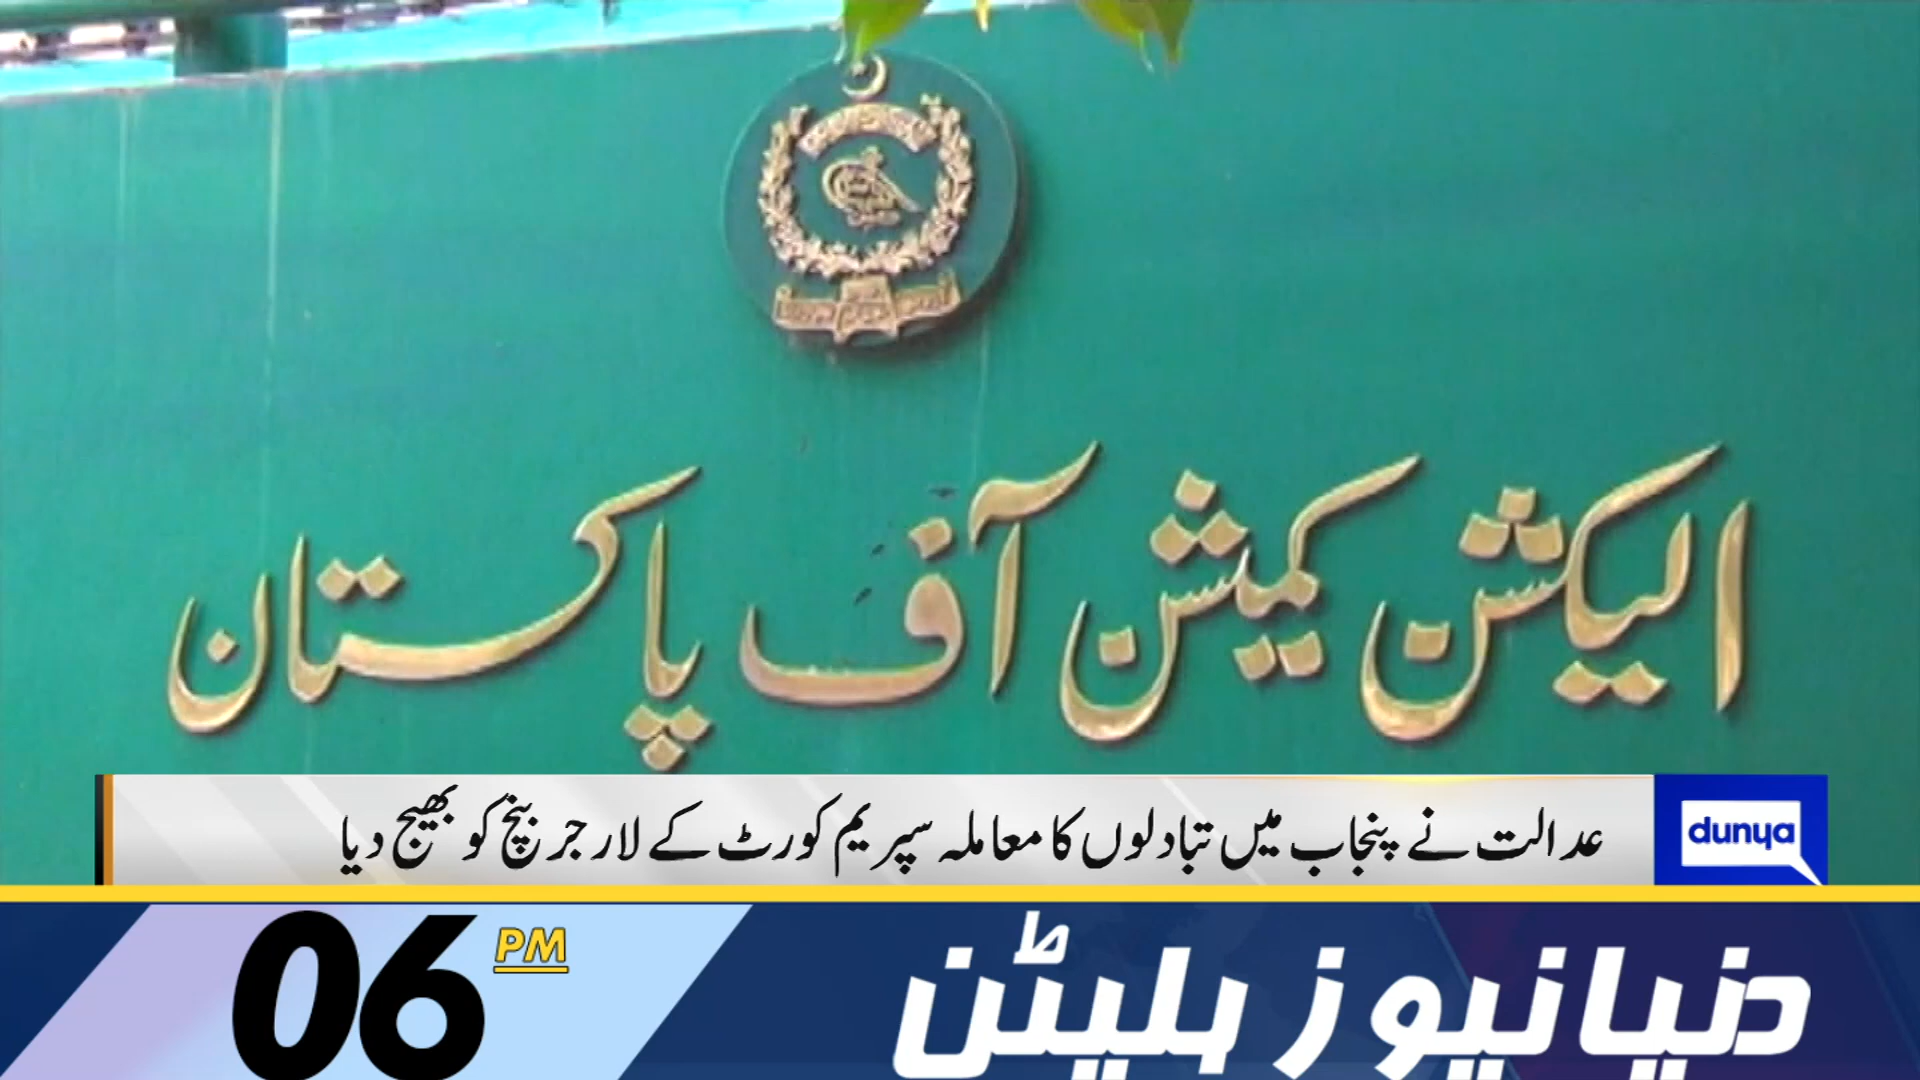 الیکشن کمیشن آف پاکستان
عدالت نے پنجاب میں تبادلوں کا معاملہ سپریم کورٹ کے لارجر بنچ کو بھیج دیا
dunya
06 PM
دنیا نیوز بلیٹن